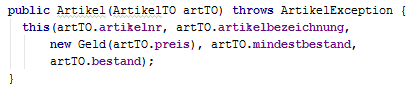 public Artikel(ArtikelTO artTO) throws ArtikelException {
this(artTO.artikelnr, artTO.artikelbezeichnung,
new Geld(artTO.preis), artTO.mindestbestand,
artTO.bestand);
}